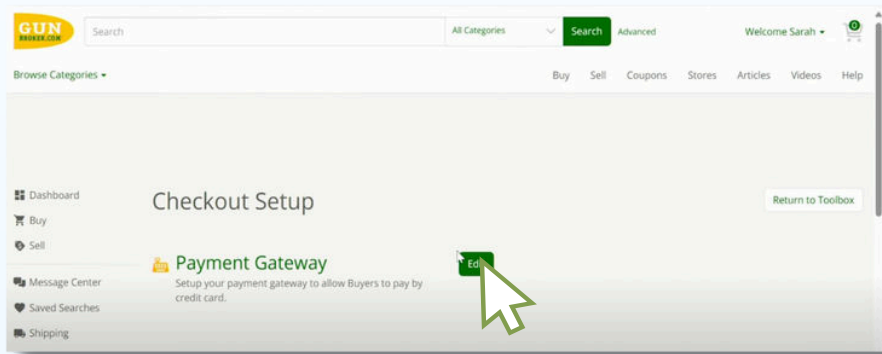 GUN
BROKER.COM
Search
All Categories
Search
Advanced
Welcome Sarah
0
Browse Categories
Buy
Sell
Coupons
Stores
Articles
Videos
Help
Dashboard
Buy
Sell
Message Center
Saved Searches
Shipping
Checkout Setup
Return to Toolbox
Payment Gateway
Setup your payment gateway to allow Buyers to pay by
credit card.